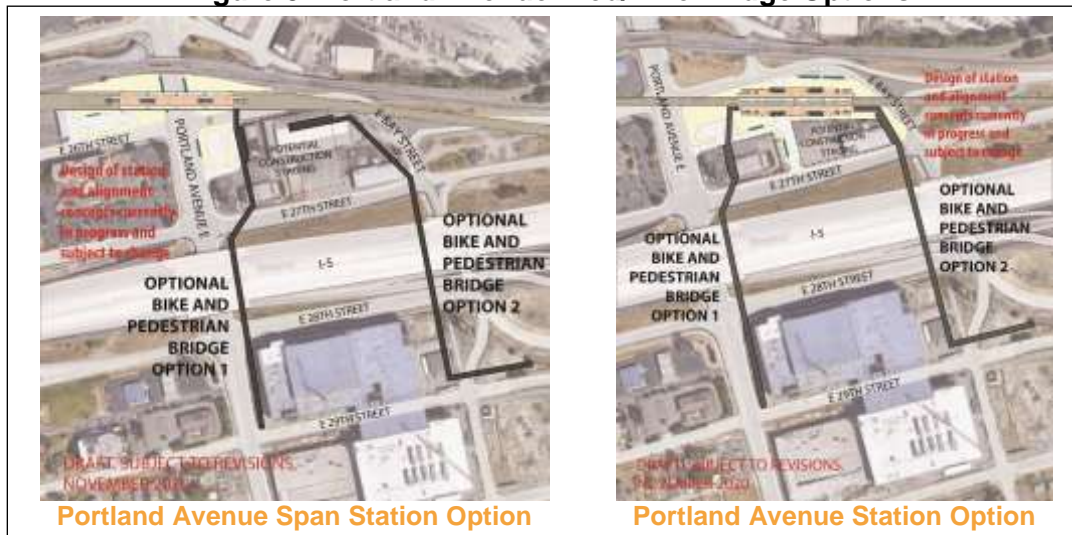 E 26TH STREET
PORTLAND AVENUE E
E BAY STREET
POTENTIAL
CONSTRUCTION
STAGING
Design of station
and alignment
concepts currently
in progress and
subject to change
E 27TH STREET
I-5
OPTIONAL
BIKE AND
PEDESTRIAN
BRIDGE
OPTION 2
OPTIONAL
BIKE AND
PEDESTRIAN
BRIDGE
OPTION 1
E 28TH STREET
E 29TH STREET
DRAFT. SUBJECT TO REVISIONS.
NOVEMBER 2020
Portland Avenue Span Station Option
PORTLAND AVENUE E
E BAY STREET
Design of station
and alignment
concepts currently
in progress and
subject to change
POTENTIAL
CONSTRUCTION
STAGING
E 27TH STREET
OPTIONAL
BIKE AND
PEDESTRIAN
BRIDGE
OPTION 2
OPTIONAL
BIKE AND
PEDESTRIAN
BRIDGE
OPTION 1
I-5
E 28TH STREET
E 29TH STREET
DRAFT. SUBJECT TO REVISIONS.
NOVEMBER 2020
Portland Avenue Station Option